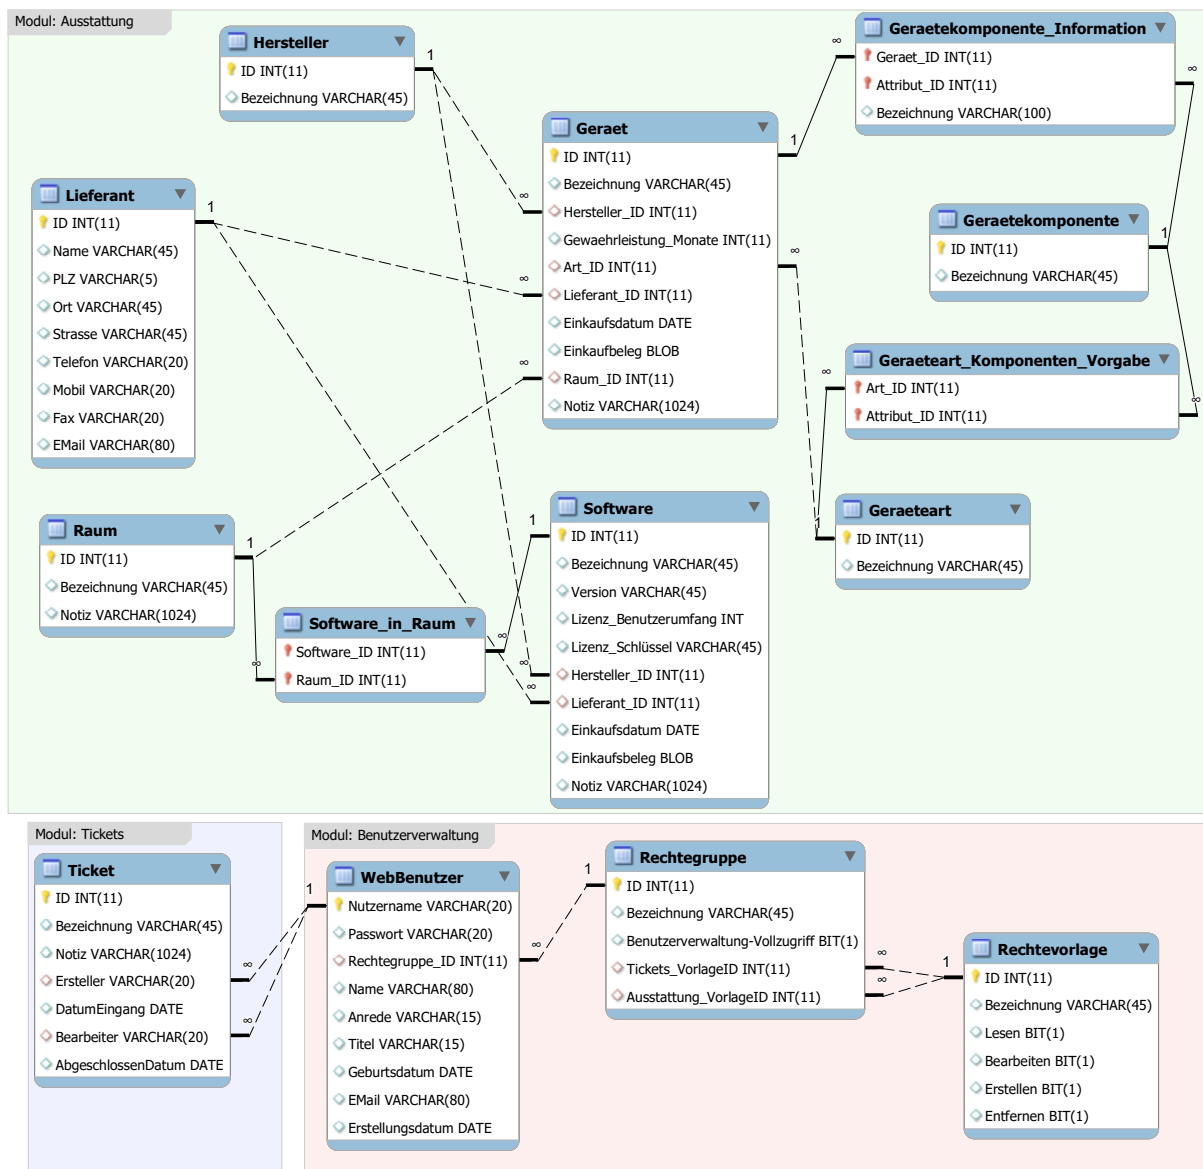 Modul: Ausstattung
Hersteller
ID INT(11)
Bezeichnung VARCHAR(45)
1
Lieferant
ID INT(11)
Name VARCHAR(45)
PLZ VARCHAR(5)
Ort VARCHAR(45)
Strasse VARCHAR(45)
Telefon VARCHAR(20)
Mobil VARCHAR(20)
Fax VARCHAR(20)
EMail VARCHAR(80)
1
Geraet
ID INT(11)
Bezeichnung VARCHAR(45)
Hersteller_ID INT(11)
Gewaehrleistung_Monate INT(11)
Art_ID INT(11)
Lieferant_ID INT(11)
Einkaufsdatum DATE
Einkaufbeleg BLOB
Raum_ID INT(11)
Notiz VARCHAR(1024)
∞
∞
∞
1
∞
Geraetekomponente_Information
Geraet_ID INT(11)
Attribut_ID INT(11)
Bezeichnung VARCHAR(100)
∞
∞
Geraetekomponente
ID INT(11)
Bezeichnung VARCHAR(45)
1
Geraeteart_Komponenten_Vorgabe
Art_ID INT(11)
Attribut_ID INT(11)
∞
∞
Geraeteart
ID INT(11)
Bezeichnung VARCHAR(45)
1
Raum
ID INT(11)
Bezeichnung VARCHAR(45)
Notiz VARCHAR(1024)
1
Software_in_Raum
Software_ID INT(11)
Raum_ID INT(11)
∞
∞
Software
ID INT(11)
Bezeichnung VARCHAR(45)
Version VARCHAR(45)
Lizenz_Benutzerumfang INT
Lizenz_Schlüssel VARCHAR(45)
Hersteller_ID INT(11)
Lieferant_ID INT(11)
Einkaufsdatum DATE
Einkaufsbeleg BLOB
Notiz VARCHAR(1024)
1
∞
∞
Modul: Tickets
Ticket
ID INT(11)
Bezeichnung VARCHAR(45)
Notiz VARCHAR(1024)
Ersteller VARCHAR(20)
DatumEingang DATE
Bearbeiter VARCHAR(20)
AbgeschlossenDatum DATE
∞
∞
Modul: Benutzerverwaltung
WebBenutzer
Nutzername VARCHAR(20)
Passwort VARCHAR(20)
Rechtegruppe_ID INT(11)
Name VARCHAR(80)
Anrede VARCHAR(15)
Titel VARCHAR(15)
Geburtsdatum DATE
EMail VARCHAR(80)
Erstellungsdatum DATE
1
∞
Rechtegruppe
ID INT(11)
Bezeichnung VARCHAR(45)
Benutzerverwaltung-Vollzugriff BIT(1)
Tickets_VorlageID INT(11)
Ausstattung_VorlageID INT(11)
1
∞
∞
Rechtevorlage
ID INT(11)
Bezeichnung VARCHAR(45)
Lesen BIT(1)
Bearbeiten BIT(1)
Erstellen BIT(1)
Entfernen BIT(1)
1